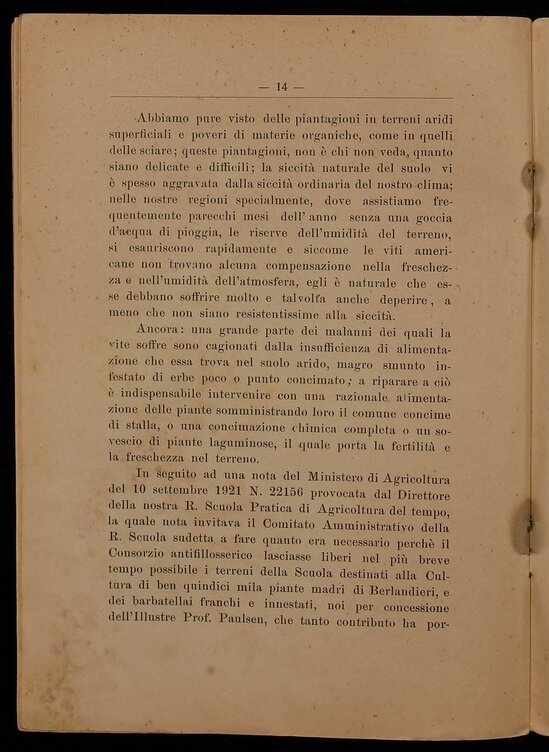 — 14 —
Abbiamo pure visto delle piantagioni in terreni aridi
superficiali e poveri di materie organiche, come in quelli
delle sciare; queste piantagioni, non è chi non veda, quanto
siano delicate e difficili; la siccità naturale del suolo vi
è spesso aggravata dalla siccità ordinaria del nostro clima;
nelle nostre regioni specialmente, dove assistiamo fre-
quentemente parecchi mesi dell'anno senza una goccia
d'acqua di pioggia, le riserve dell'umidità del terreno,
si esauriscono rapidamente e siccome le viti ameri-
cane non trovano alcuna compensazione nella freschez-
za e nell'umidità dell'atmosfera, egli è naturale che es-
se debbano soffrire molto e talvolfa anche deperire, a
meno che non siano resistentissime alla siccità.
Ancora: una grande parte dei malanni dei quali la
vite soffre sono cagionati dalla insufficienza di alimenta-
zione che essa trova nel suolo arido, magro smunto in-
festato di erbe poco o punto concimato; a riparare a ciò
è indispensabile intervenire con una razionale alimenta-
zione delle piante somministrando loro il comune concime
di stalla, o una concimazione chimica completa o un so-
vescio di piante laguminose, il quale porta la fertilità e
la freschezza nel terreno.
In seguito ad una nota del Ministero di Agricoltura
del 10 settembre 1921 N. 22156 provocata dal Direttore
della nostra R. Scuola Pratica di Agricoltura del tempo,
la quale nota invitava il Comitato Amministrativo della
R. Scuola sudetta a fare quanto era necessario perchè il
Consorzio antifillosserico lasciasse liberi nel più breve
tempo possibile i terreni della Scuola destinati alla Cul-
tura di ben quindici mila piante madri di Berlandieri, e
dei barbatellai franchi e innestati, noi per concessione
dell'Illustre Prof. Paulsen, che tanto contributo ha por-